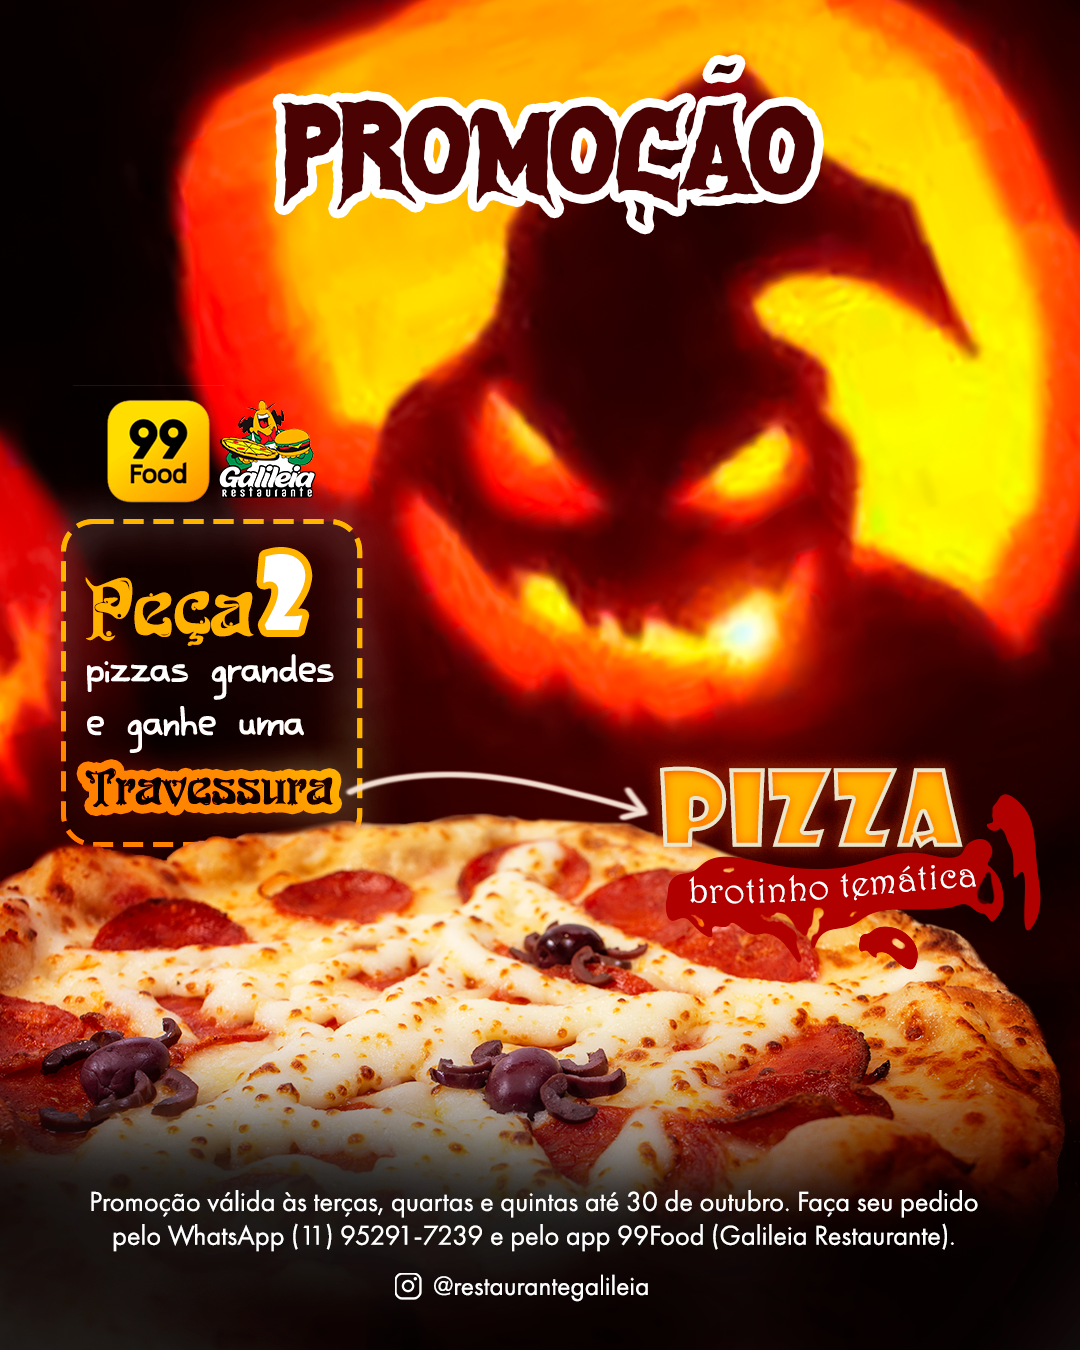 PROMOÇÃO
99
Food
Galileia
Restaurante
Peça 2
pizzas grandes
e ganhe uma
Travessura
PIZZA
brotinho temática
Promoção válida às terças, quartas e quintas até 30 de outubro. Faça seu pedido
pelo WhatsApp (11) 95291-7239 e pelo app 99Food (Galileia Restaurante).
@restaurantegalileia